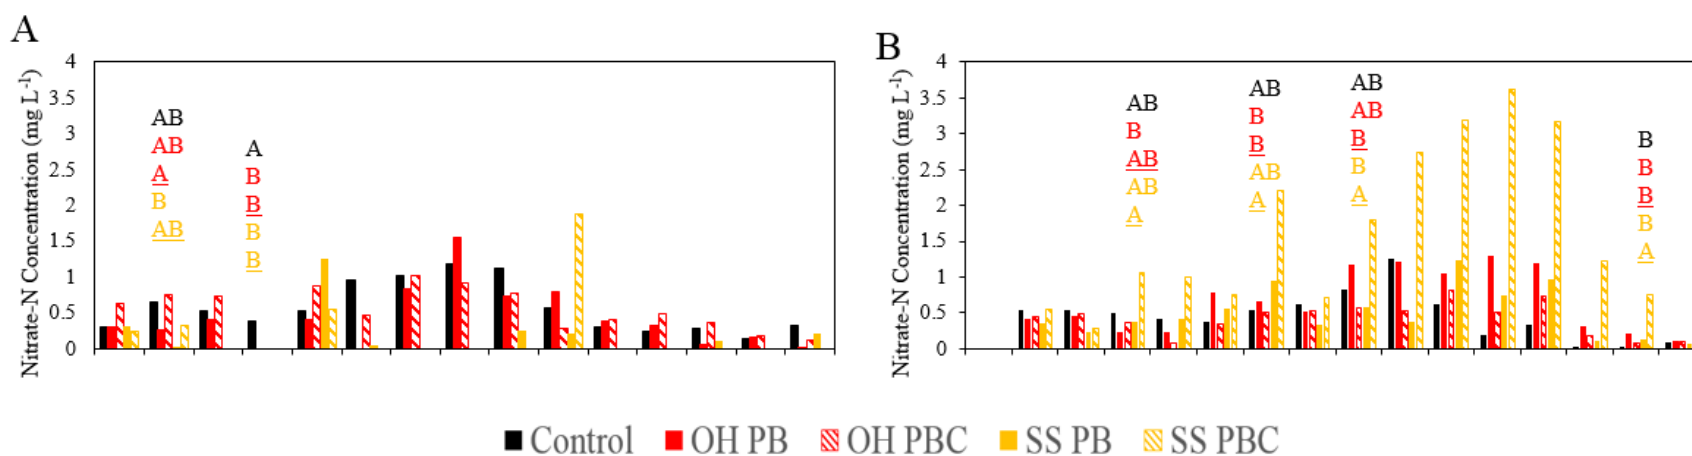 A
Nitrate-N Concentration (mg L-1)
4
3.5
3
2.5
2
1.5
1
0.5
0
AB
AB
A
B
AB
A
B
B
B
B
B
Nitrate-N Concentration (mg L-1)
4
3.5
3
2.5
2
1.5
1
0.5
0
AB
B
AB
AB
A
AB
B
B
AB
A
AB
AB
B
B
A
B
B
B
B
A
Control OH PB OH PBC SS PB SS PBC